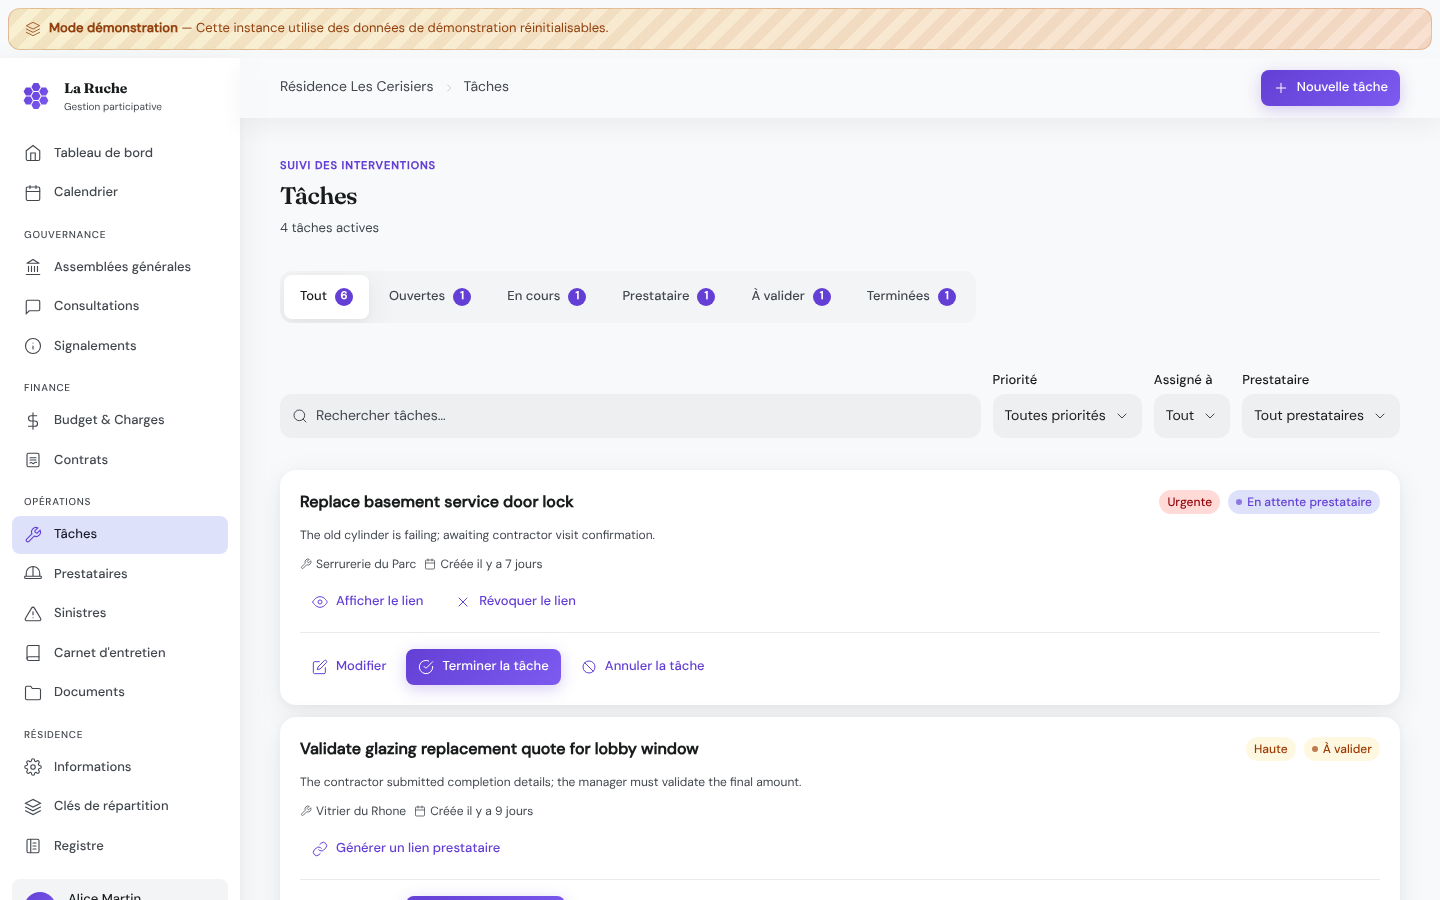 Mode démonstration — Cette instance utilise des données de démonstration réinitialisables.
La Ruche
Gestion participative
Tableau de bord
Calendrier
GOUVERNANCE
Assemblées générales
Consultations
Signalements
FINANCE
Budget & Charges
Contrats
OPÉRATIONS
Tâches
Prestataires
Sinistres
Carnet d'entretien
Documents
RÉSIDENCE
Informations
Clés de répartition
Registre
Alice Martin
Résidence Les Cerisiers > Tâches
Nouvelle tâche
SUIVI DES INTERVENTIONS
Tâches
4 tâches actives
Tout 6 Ouvertes 1 En cours 1 Prestataire 1 À valider 1 Terminées 1
Priorité Assigné à Prestataire
Rechercher tâches... Toutes priorités Tout Tout prestataires
Replace basement service door lock Urgente En attente prestataire
The old cylinder is failing; awaiting contractor visit confirmation.
Serrurerie du Parc Créée il y a 7 jours
Afficher le lien Révoquer le lien
Modifier Terminer la tâche Annuler la tâche
Validate glazing replacement quote for lobby window Haute À valider
The contractor submitted completion details; the manager must validate the final amount.
Vitrier du Rhone Créée il y a 9 jours
Générer un lien prestataire